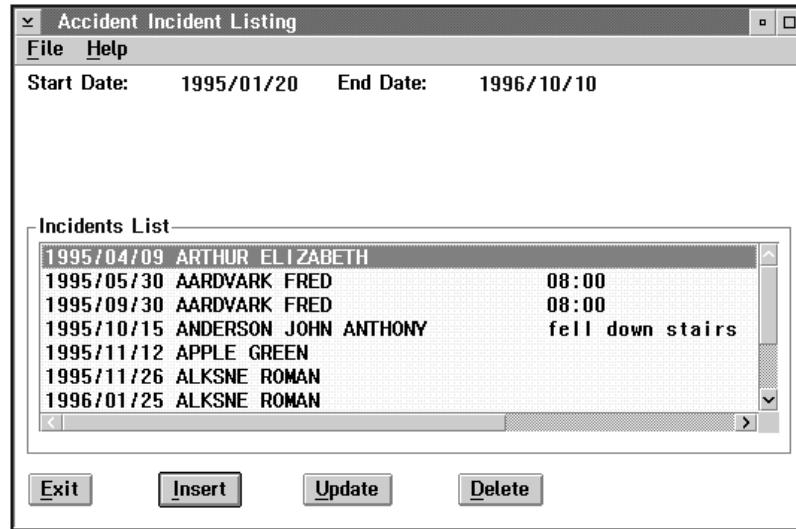 Accident Incident Listing
File Help
Start Date: 1995/01/20 End Date: 1996/10/10
Incidents List
1995/04/09 ARTHUR ELIZABETH
1995/05/30 AARDVARK FRED 08:00
1995/09/30 AARDVARK FRED 08:00
1995/10/15 ANDERSON JOHN ANTHONY fell down stairs
1995/11/12 APPLE GREEN
1995/11/26 ALKSNE ROMAN
1996/01/25 ALKSNE ROMAN
Exit Insert Update Delete